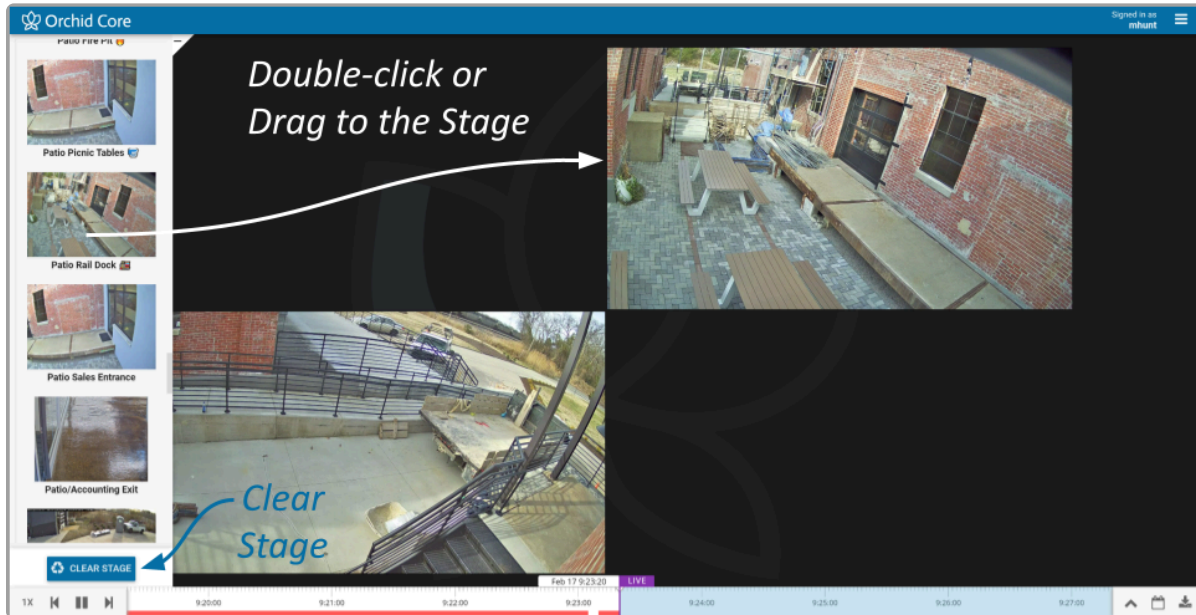 Orchid Core
Signed in as
mhunt
Patio Fire Pit 🔥
Double-click or
Drag to the Stage
Patio Picnic Tables
Patio Rail Dock
Patio Sales Entrance
Patio/Accounting Exit
Clear
Stage
CLEAR STAGE
Feb 17 9:23:20
LIVE
1X
9:20:00 9:21:00 9:22:00 9:23:00 9:24:00 9:25:00 9:26:00 9:27:00